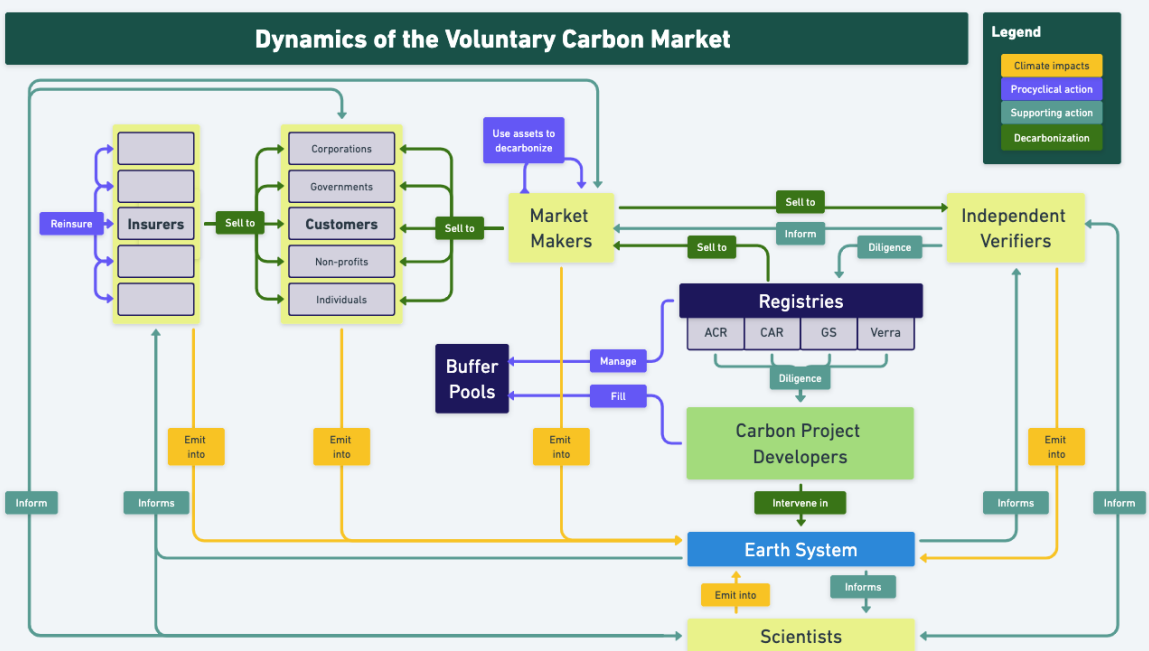 Dynamics of the Voluntary Carbon Market
Legend
Climate impacts
Procyclical action
Supporting action
Decarbonization
Use assets to
decarbonize
Reinsure
Insurers
Sell to
Corporations
Governments
Customers
Non-profits
Individuals
Sell to
Market
Makers
Sell to
Inform
Sell to
Diligence
Independent
Verifiers
Registries
ACR
CAR
GS
Verra
Manage
Fill
Buffer
Pools
Diligence
Carbon Project
Developers
Emit
into
Emit
into
Emit
into
Emit
into
Inform
Informs
Intervene in
Informs
Inform
Earth System
Emit into
Informs
Scientists